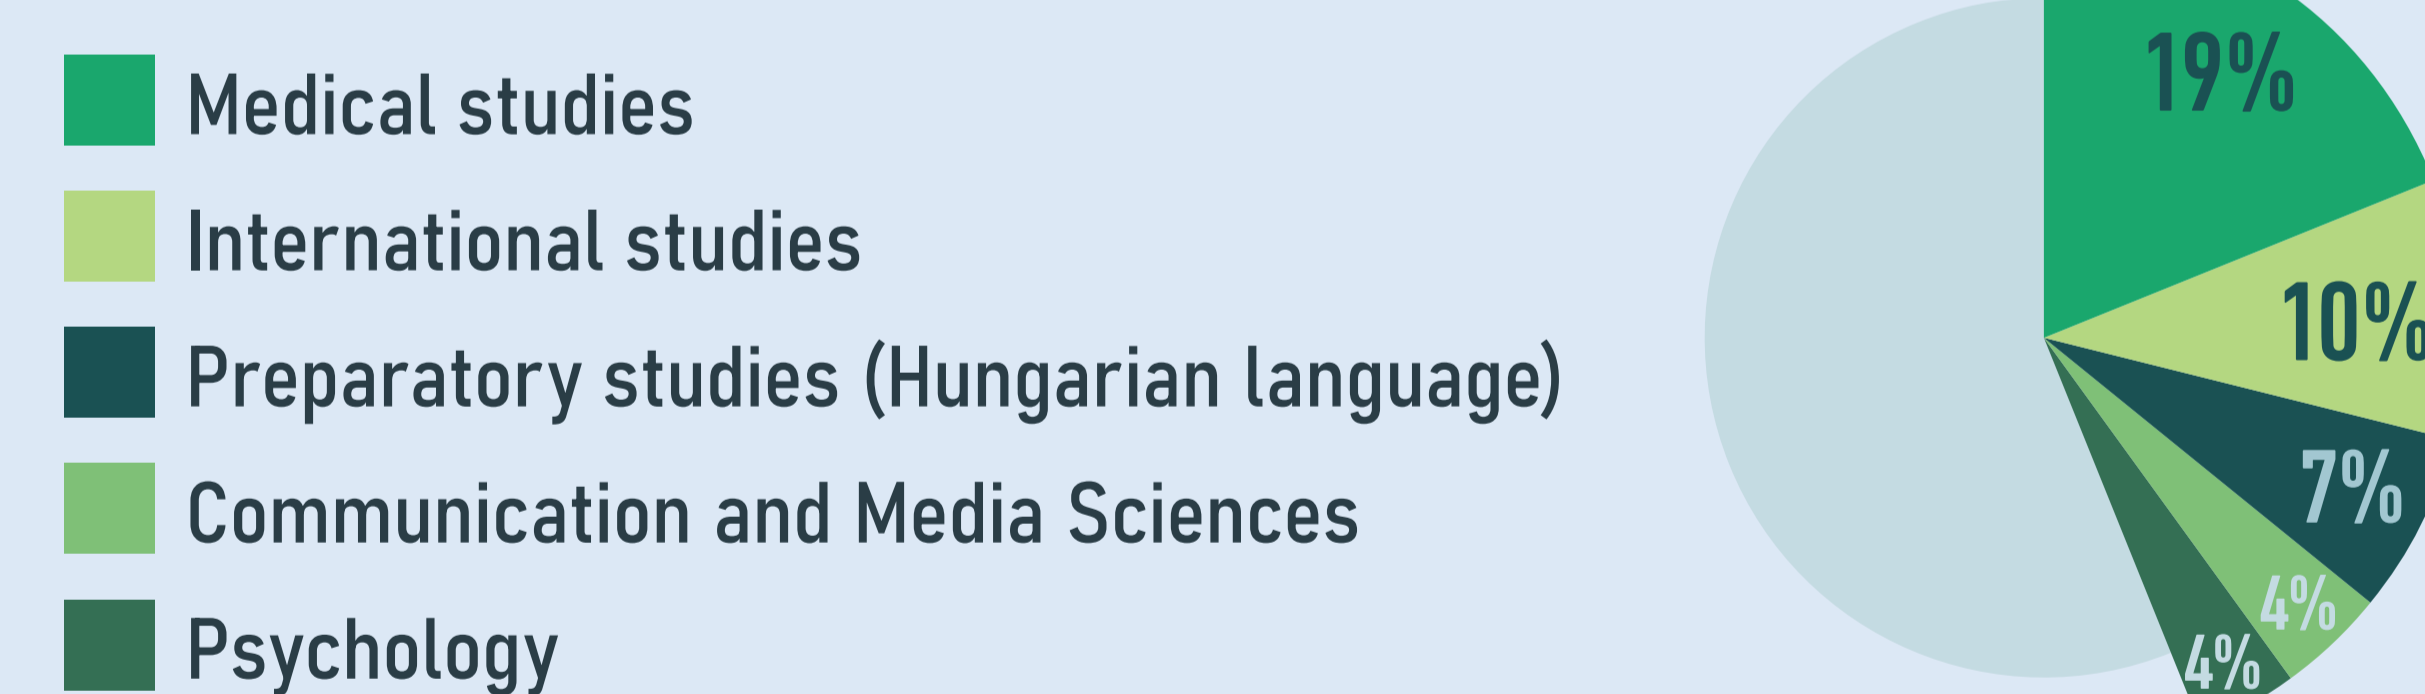 Medical studies
International studies
Preparatory studies (Hungarian language)
Communication and Media Sciences
Psychology
19%
10%
7%
4%
4%